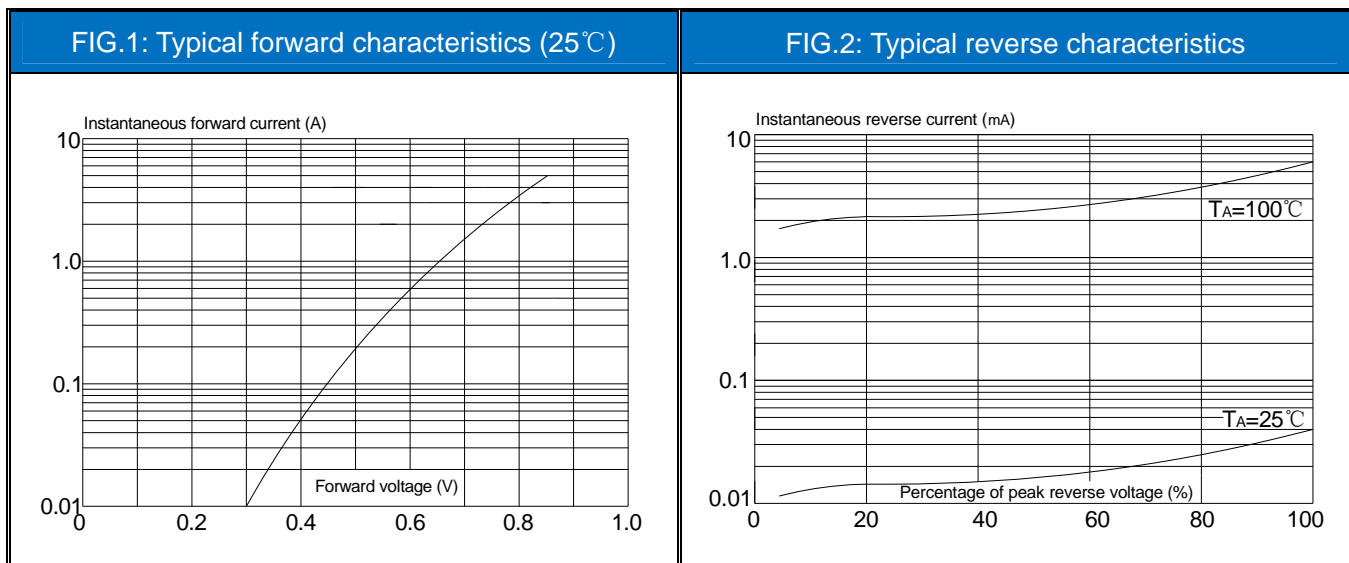 FIG.1: Typical forward characteristics (25℃)
Instantaneous forward current (A)
10
1.0
0.1
0.01
Forward voltage (V)
0 0.2 0.4 0.6 0.8 1.0
FIG.2: Typical reverse characteristics
Instantaneous reverse current (mA)
10
TA=100℃
1.0
0.1
TA=25℃
0.01
Percentage of peak reverse voltage (%)
0 20 40 60 80 100